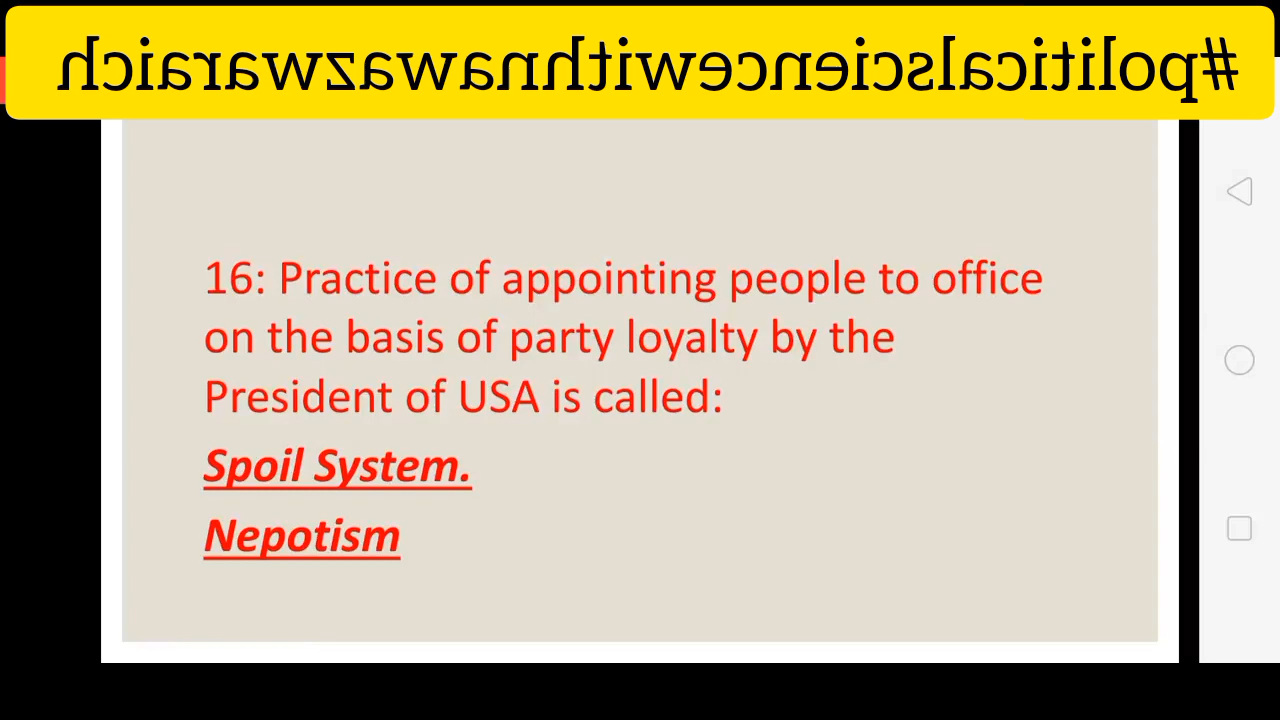 #politicalsciencewithnawazwaraich
16: Practice of appointing people to office
on the basis of party loyalty by the
President of USA is called:
Spoil System.
Nepotism